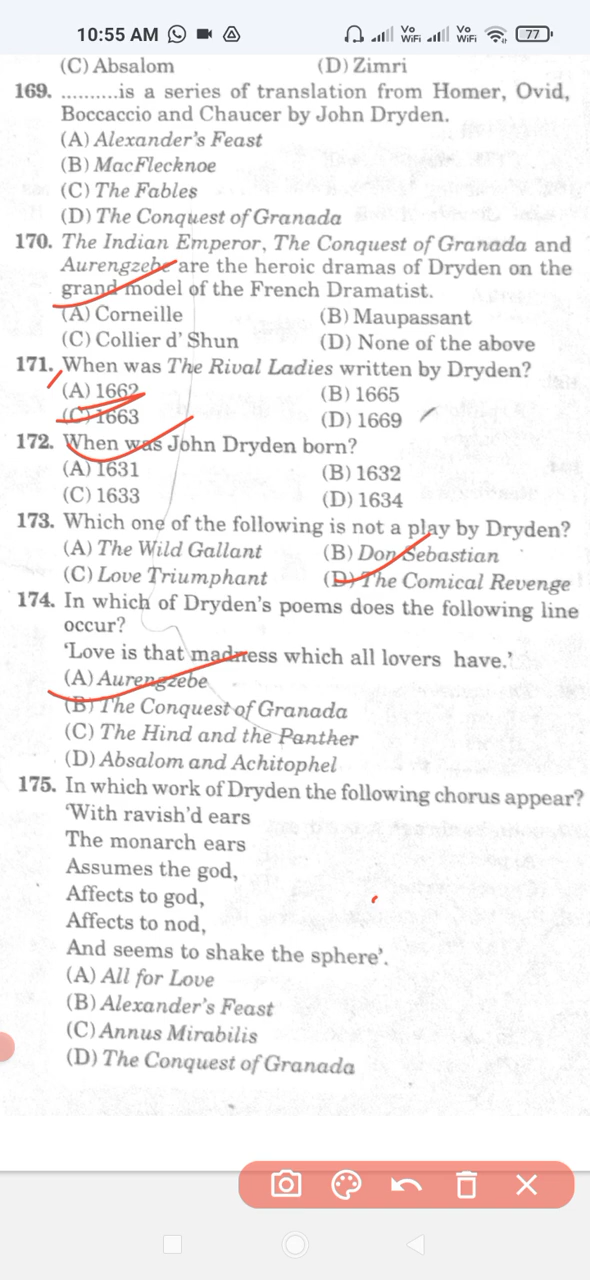 10:55 AM
Vo WiFi Vo WiFi 77
(C) Absalom (D) Zimri
169. ..........is a series of translation from Homer, Ovid,
Boccaccio and Chaucer by John Dryden.
(A) Alexander's Feast
(B) MacFlecknoe
(C) The Fables
(D) The Conquest of Granada
170. The Indian Emperor, The Conquest of Granada and
Aurengzebe are the heroic dramas of Dryden on the
grand model of the French Dramatist.
(A) Corneille (B) Maupassant
(C) Collier d' Shun (D) None of the above
171. When was The Rival Ladies written by Dryden?
(A) 1662 (B) 1665
(C) 1663 (D) 1669
172. When was John Dryden born?
(A) 1631 (B) 1632
(C) 1633 (D) 1634
173. Which one of the following is not a play by Dryden?
(A) The Wild Gallant (B) Don Sebastian
(C) Love Triumphant (D) The Comical Revenge
174. In which of Dryden's poems does the following line
occur?
'Love is that madness which all lovers have.'
(A) Aurengzebe
(B) The Conquest of Granada
(C) The Hind and the Panther
(D) Absalom and Achitophel
175. In which work of Dryden the following chorus appear?
'With ravish'd ears
The monarch ears
Assumes the god,
Affects to god,
Affects to nod,
And seems to shake the sphere'.
(A) All for Love
(B) Alexander's Feast
(C) Annus Mirabilis
(D) The Conquest of Granada